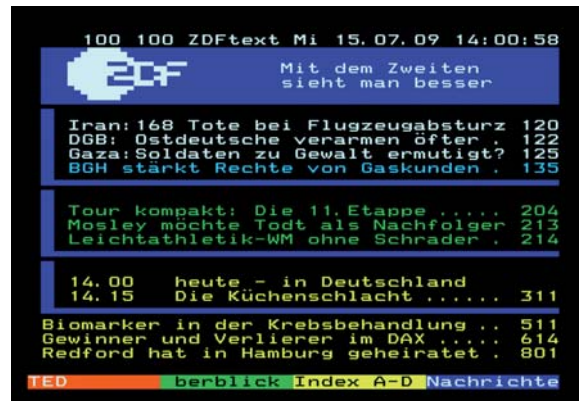 100 100 ZDFtext Mi 15.07.09 14:00:58
ZDF Mit dem Zweiten
sieht man besser
Iran:168 Tote bei Flugzeugabsturz 120
DGB: Ostdeutsche verarmen öfter . 122
Gaza:Soldaten zu Gewalt ermutigt? 125
BGH stärkt Rechte von Gaskunden . 135
Tour kompakt: Die 11.Etappe ..... 204
Mosley möchte Todt als Nachfolger 213
Leichtathletik-WM ohne Schrader . 214
14.00 heute - in Deutschland
14.15 Die Küchenschlacht ...... 311
Biomarker in der Krebsbehandlung .. 511
Gewinner und Verlierer im DAX ..... 614
Redford hat in Hamburg geheiratet . 801
TED berblick Index A-D Nachrichte